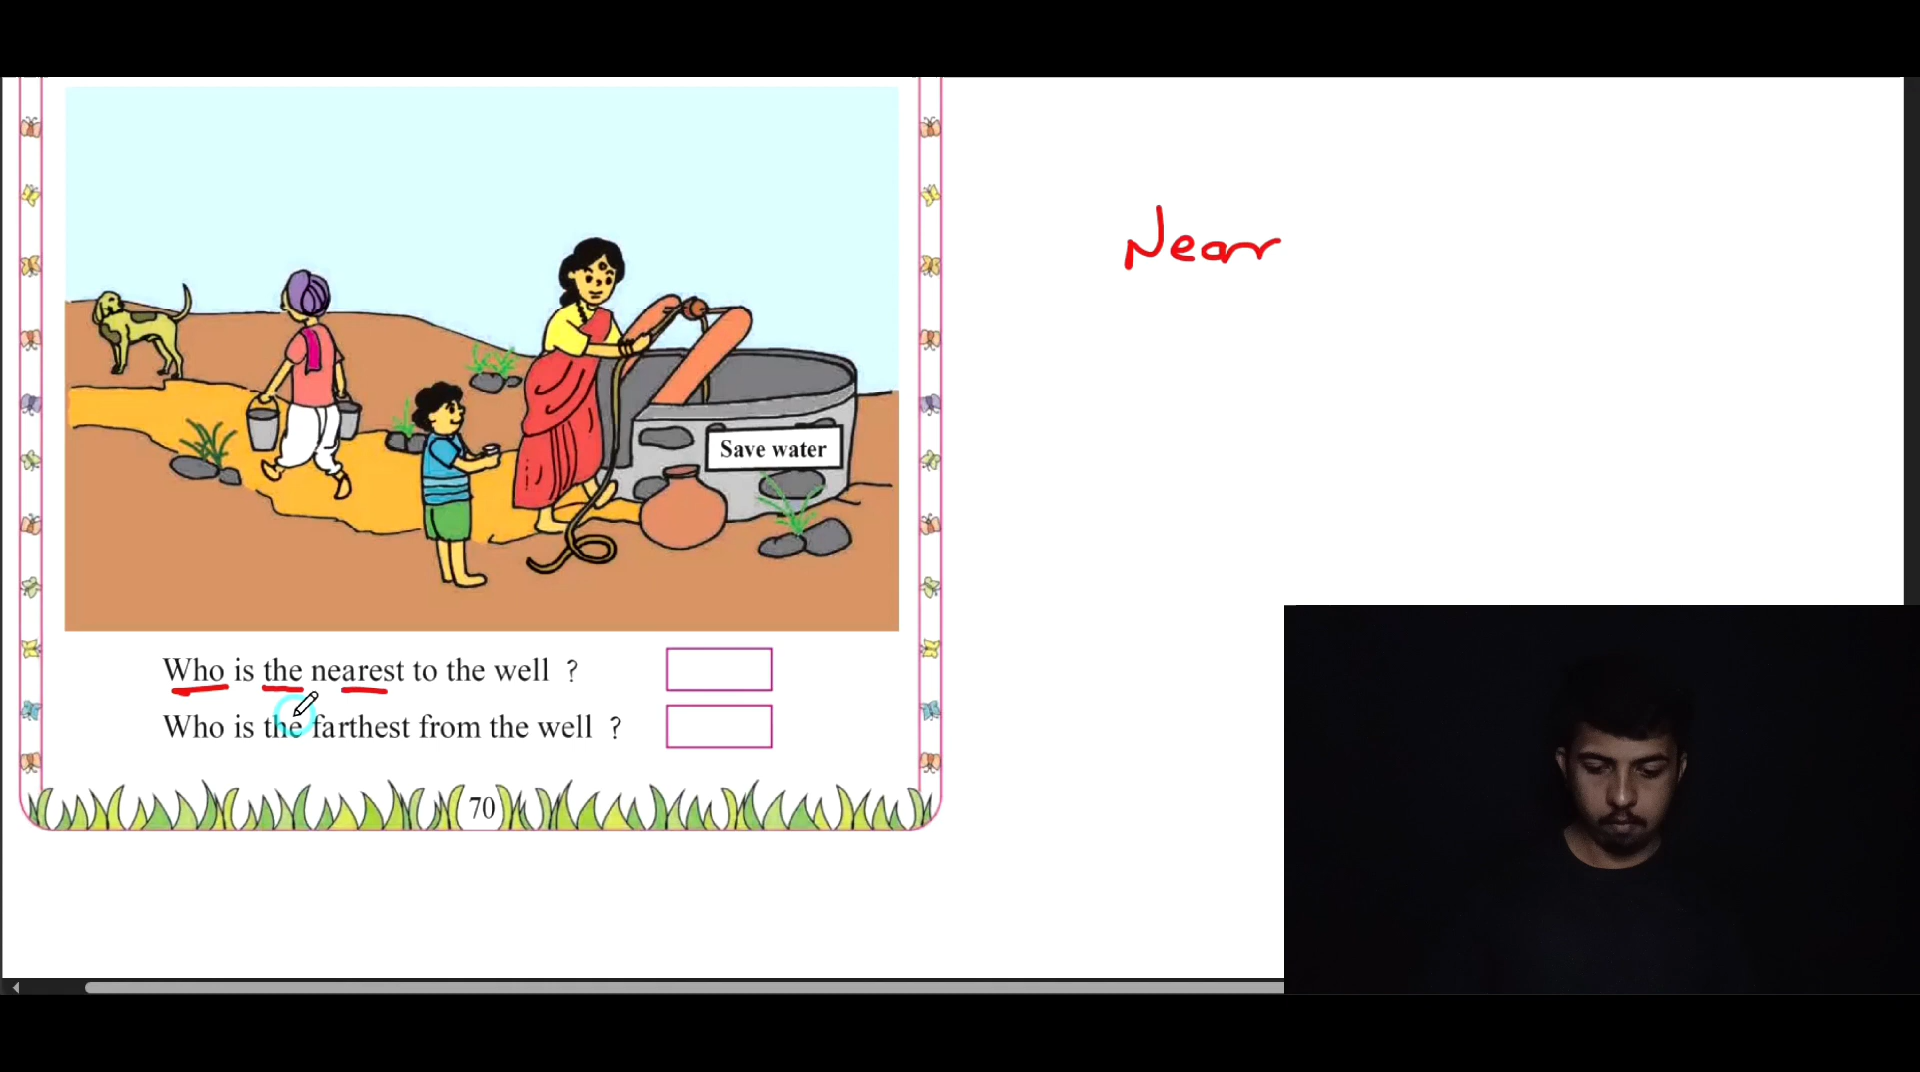 Near
Save water
Who is the nearest to the well ?
Who is the farthest from the well ?
70